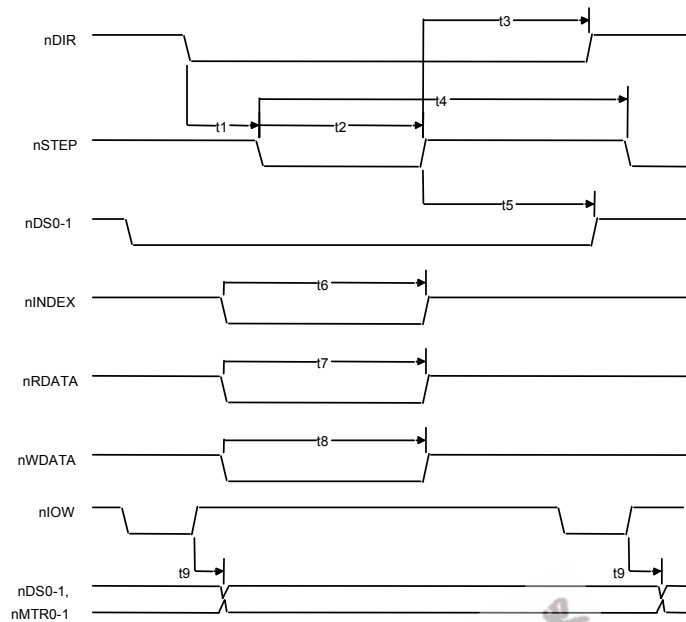 t3
nDIR
t4
t1
t2
nSTEP
t5
nDS0-1
t6
nINDEX
t7
nRDATA
t8
nWDATA
nIOW
t9
t9
nDS0-1,
nMTR0-1